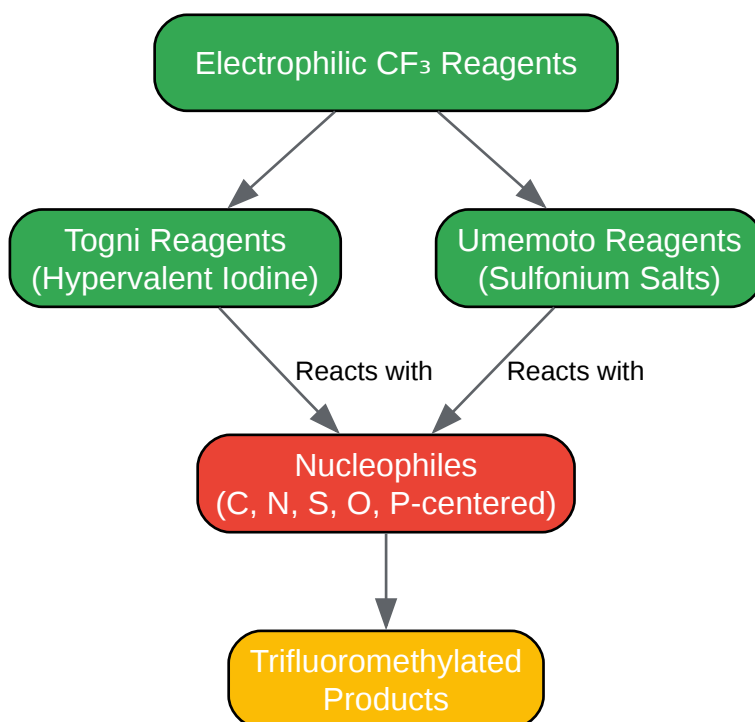 Electrophilic CF₃ Reagents
Togni Reagents
(Hypervalent Iodine)
Umemoto Reagents
(Sulfonium Salts)
Reacts with
Reacts with
Nucleophiles
(C, N, S, O, P-centered)
Trifluoromethylated
Products